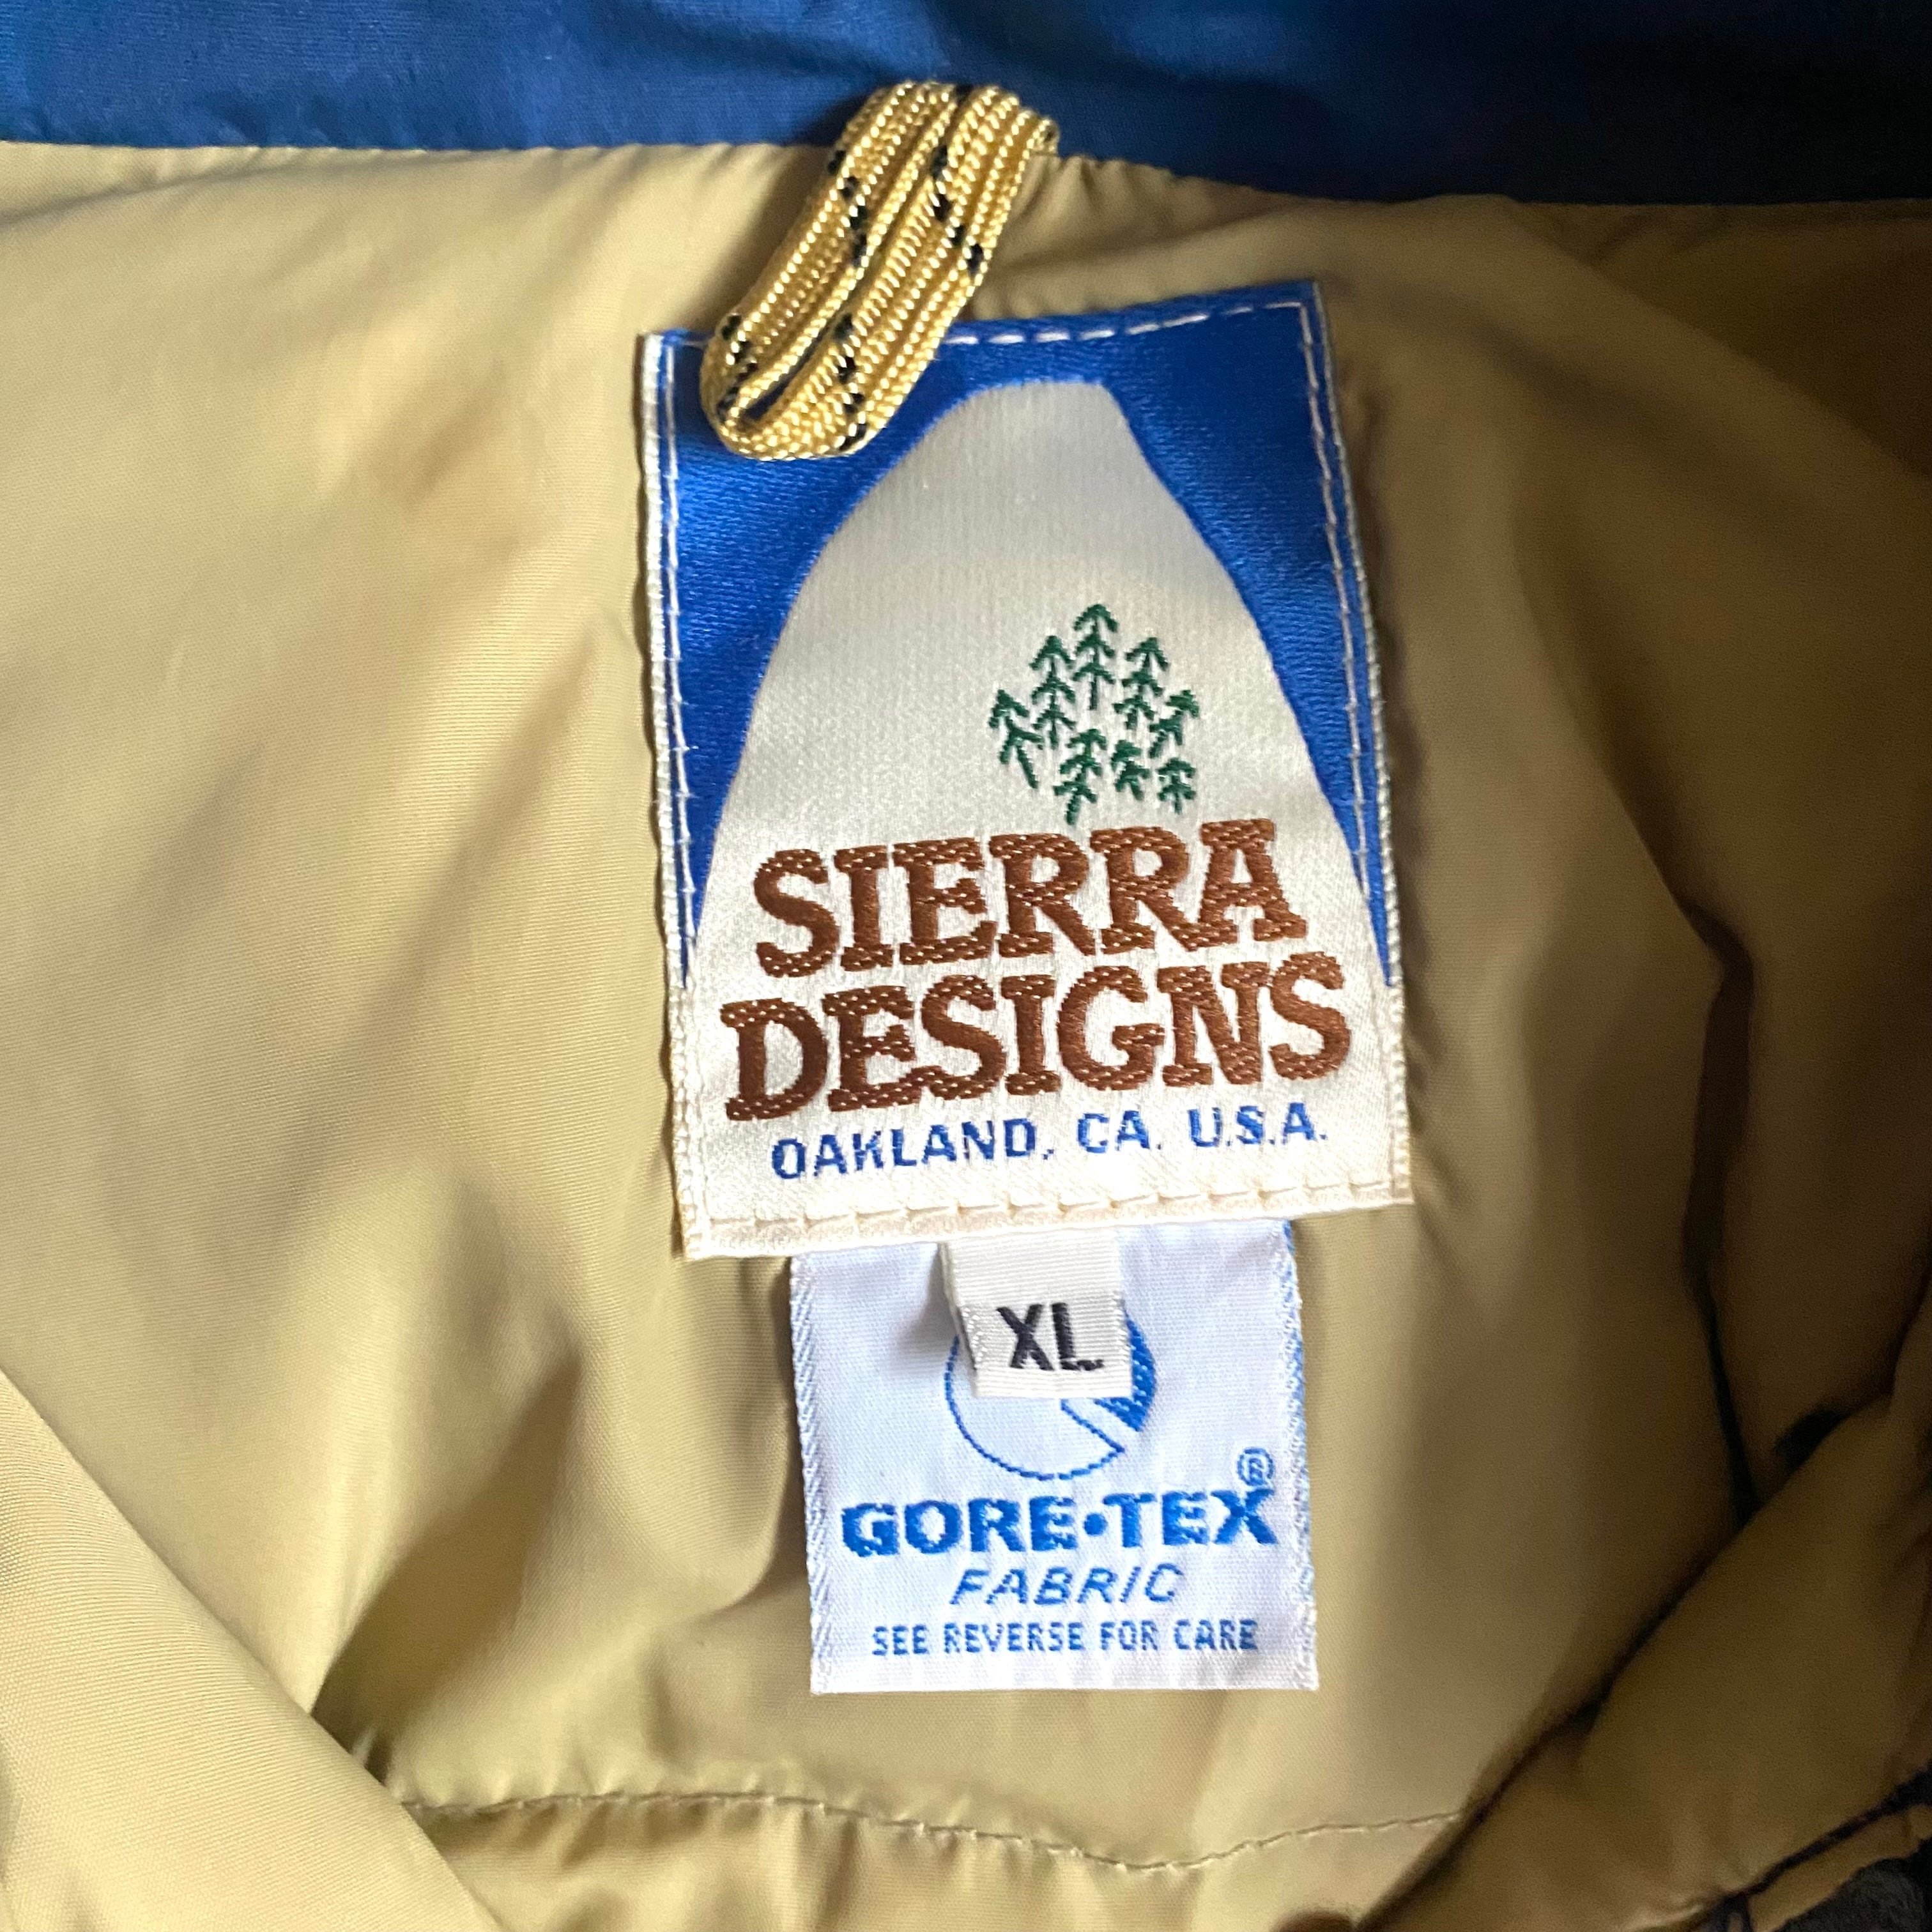 SIERRA
DESIGNS
OAKLAND, CA. U.S.A.
XL
GORE•TEX®
FABRIC
SEE REVERSE FOR CARE